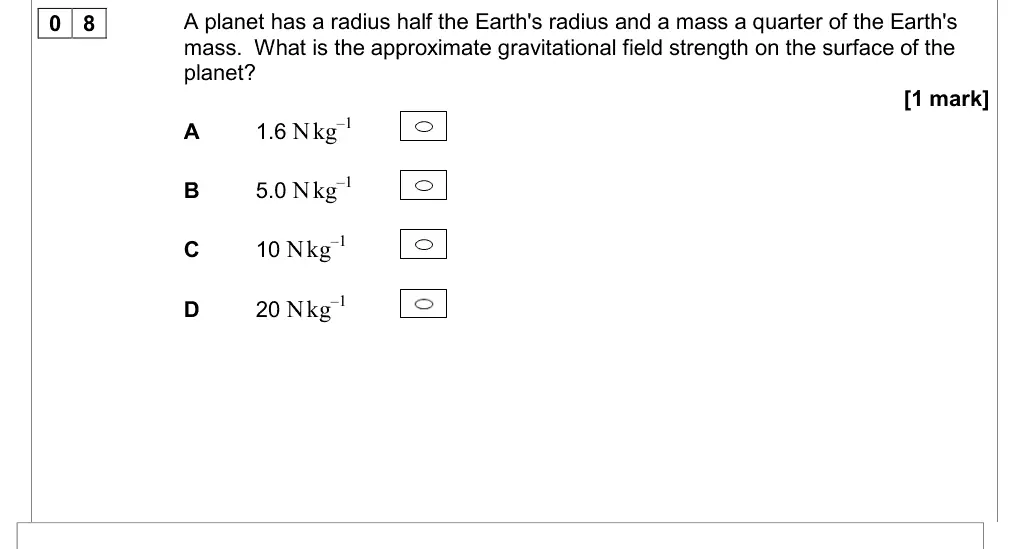 0 8 A planet has a radius half the Earth's radius and a mass a quarter of the Earth's
mass. What is the approximate gravitational field strength on the surface of the
planet?
[1 mark]
A 1.6 N kg⁻¹
B 5.0 N kg⁻¹
C 10 N kg⁻¹
D 20 N kg⁻¹